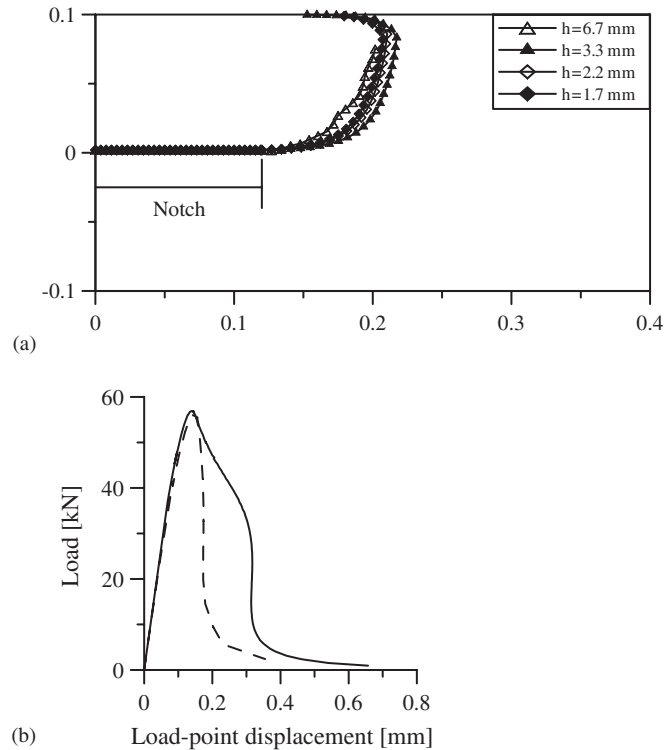 0.1
h=6.7 mm
h=3.3 mm
h=2.2 mm
h=1.7 mm
0
Notch
-0.1
0 0.1 0.2 0.3 0.4
(a)
60
40
20
0
Load [kN]
0 0.2 0.4 0.6 0.8
(b) Load-point displacement [mm]